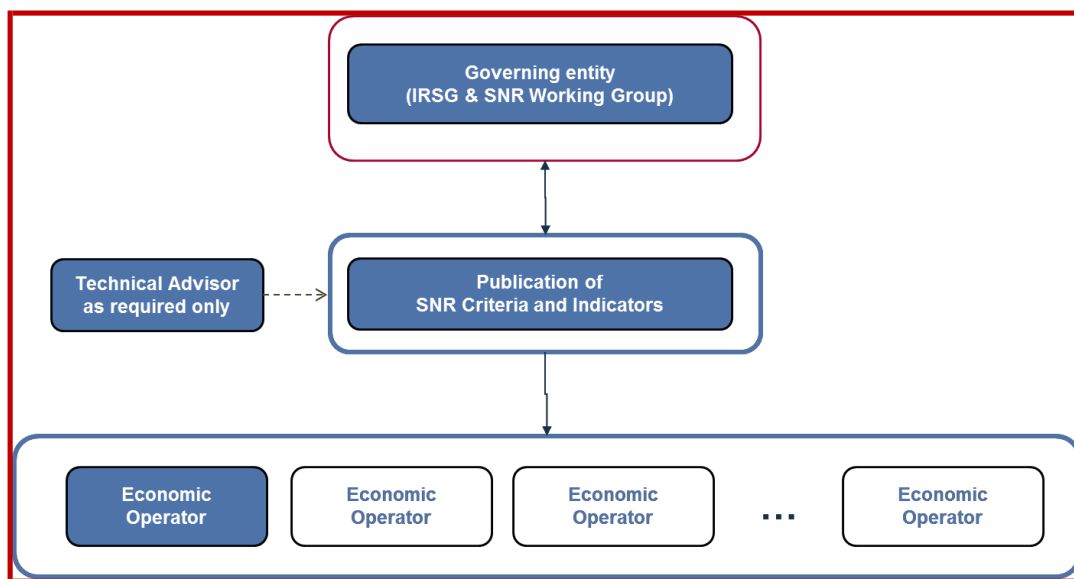 Governing entity
(IRSG & SNR Working Group)
Technical Advisor
as required only
Publication of
SNR Criteria and Indicators
Economic
Operator
Economic
Operator
Economic
Operator
...
Economic
Operator